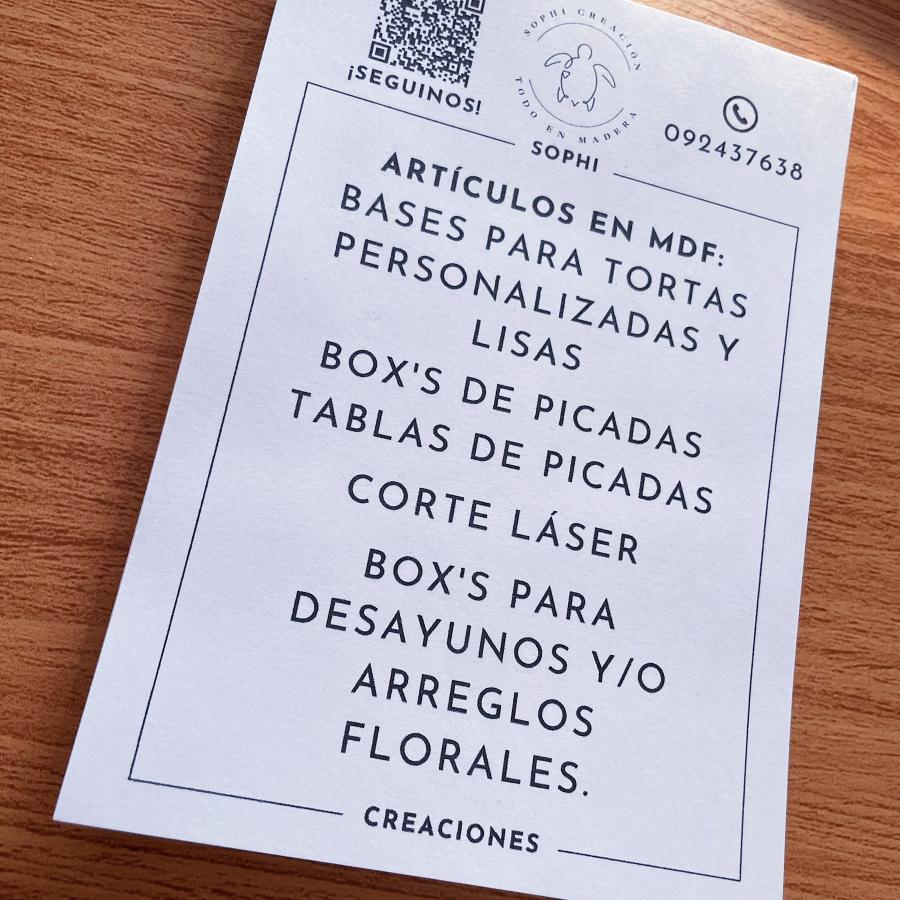 SOPHI CREACIÓN
TODO EN MADERA
¡SEGUINOS!
092437638
SOPHI
ARTÍCULOS EN MDF:
BASES PARA TORTAS
PERSONALIZADAS Y
LISAS
BOX'S DE PICADAS
TABLAS DE PICADAS
CORTE LÁSER
BOX'S PARA
DESAYUNOS Y/O
ARREGLOS
FLORALES.
CREACIONES